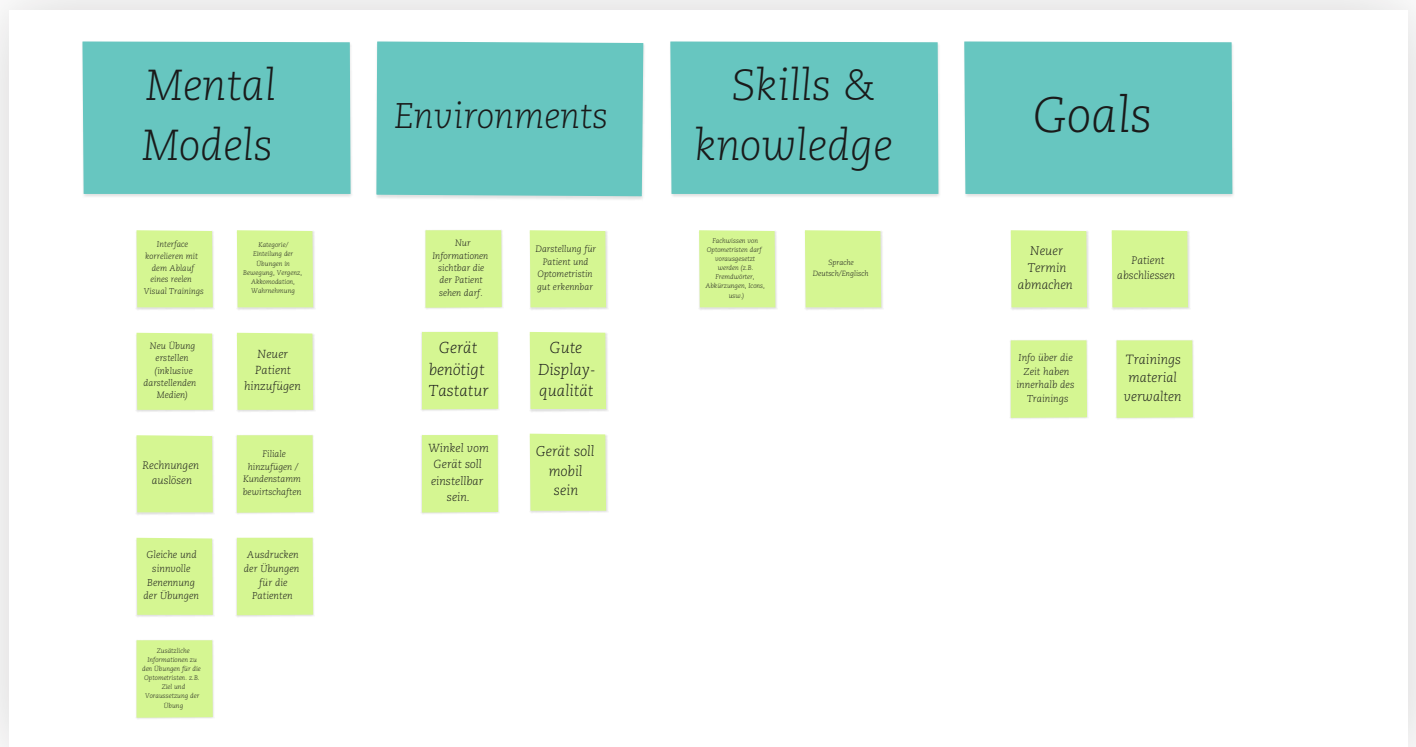 Mental
Models
Environments
Skills &
knowledge
Goals
Interface
korrelieren mit
dem Ablauf
eines reelen
Visual Trainings
Kategorie/
Einteilung der
Übungen in
Bewegung, Vergenz,
Akkomodation,
Wahrnehmung
Neu Übung
erstellen
(inklusive
darstellenden
Medien)
Neuer
Patient
hinzufügen
Rechnungen
auslösen
Filiale
hinzufügen /
Kundenstamm
bewirtschaften
Gleiche und
sinnvolle
Benennung
der Übungen
Ausdrucken
der Übungen
für die
Patienten
Zusätzliche
Informationen zu
den Übungen für die
Optometristen. z.B.
Ziel und
Voraussetzung der
Übung
Nur
Informationen
sichtbar die
der Patient
sehen darf.
Darstellung für
Patient und
Optometristin
gut erkennbar
Gerät
benötigt
Tastatur
Gute
Display-
qualität
Winkel vom
Gerät soll
einstellbar
sein.
Gerät soll
mobil
sein
Fachwissen von
Optometristen darf
vorausgesetzt
werden (z.B.
Fremdwörter,
Abkürzungen, Icons,
usw.)
Sprache
Deutsch/Englisch
Neuer
Termin
abmachen
Patient
abschliessen
Info über die
Zeit haben
innerhalb des
Trainings
Trainings
material
verwalten